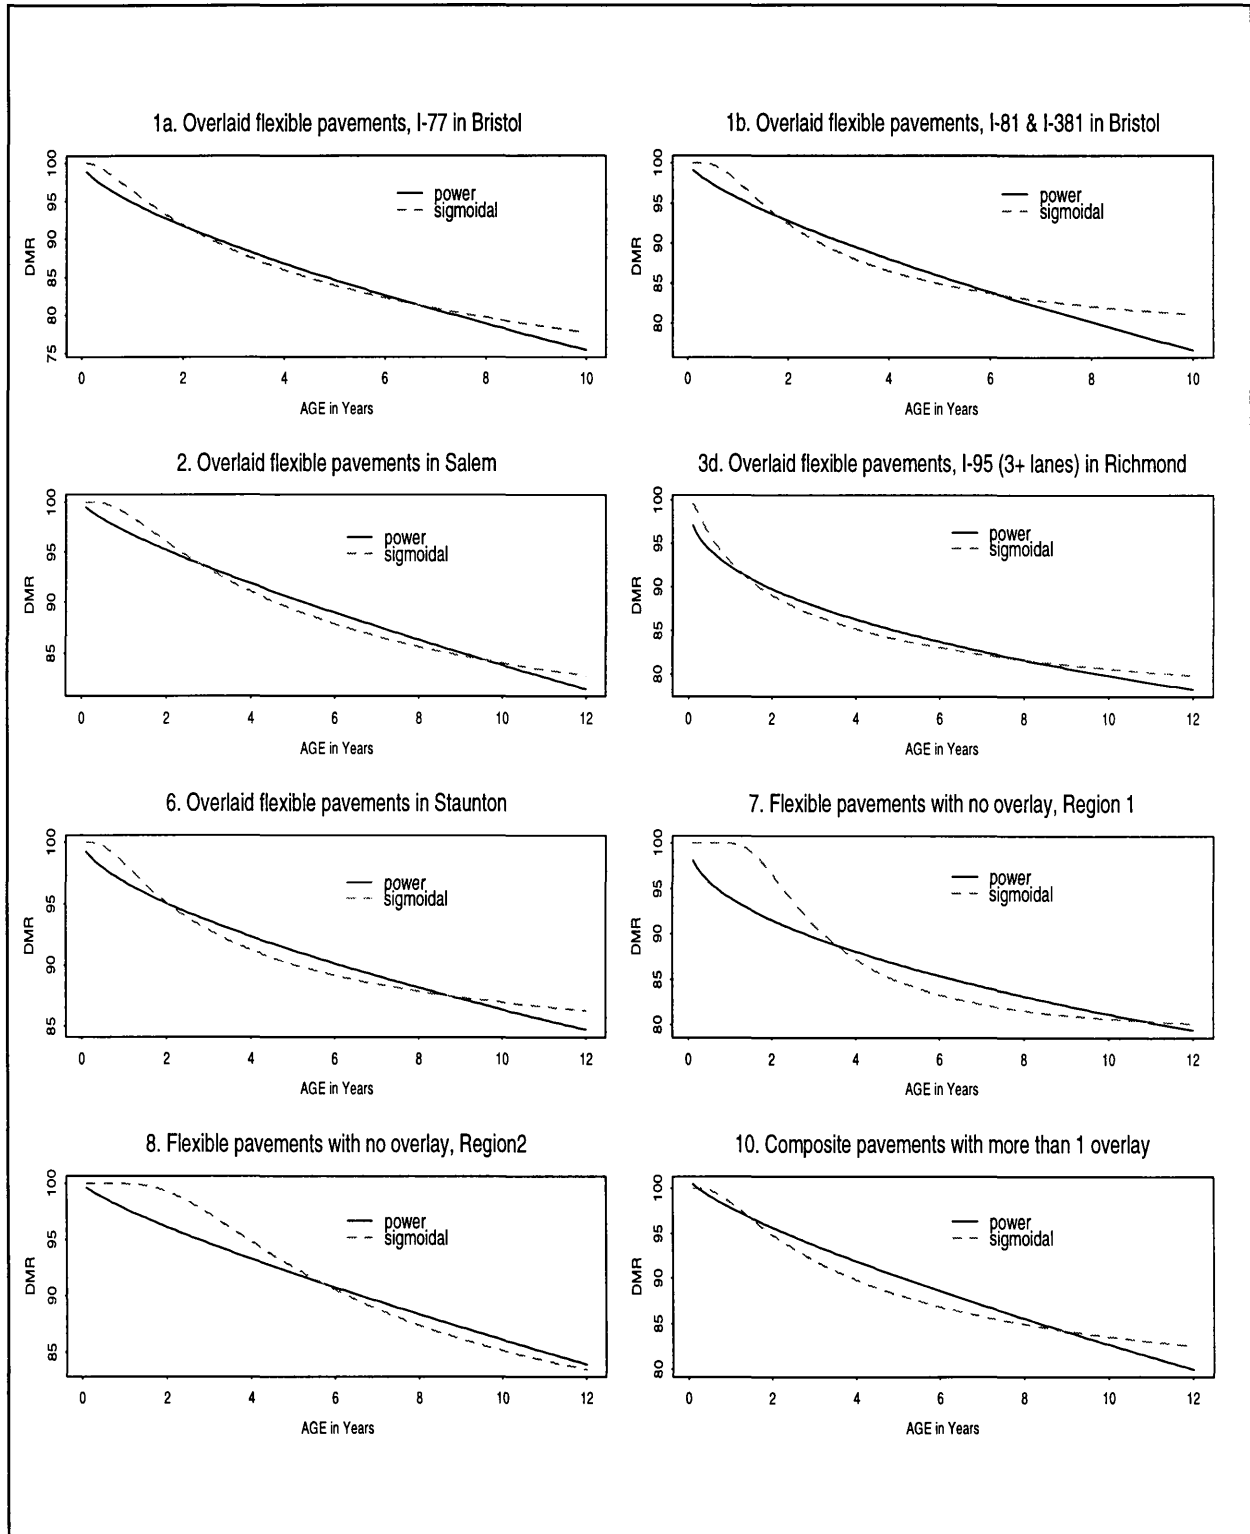 1a. Overlaid flexible pavements, I-77 in Bristol
DMR
100
95
90
85
80
75
power
sigmoidal
0 2 4 6 8 10
AGE in Years
1b. Overlaid flexible pavements, I-81 & I-381 in Bristol
DMR
100
95
90
85
80
power
sigmoidal
0 2 4 6 8 10
AGE in Years
2. Overlaid flexible pavements in Salem
DMR
100
95
90
85
power
sigmoidal
0 2 4 6 8 10 12
AGE in Years
3d. Overlaid flexible pavements, I-95 (3+ lanes) in Richmond
DMR
100
95
90
85
80
power
sigmoidal
0 2 4 6 8 10 12
AGE in Years
6. Overlaid flexible pavements in Staunton
DMR
100
95
90
85
power
sigmoidal
0 2 4 6 8 10 12
AGE in Years
7. Flexible pavements with no overlay, Region 1
DMR
100
95
90
85
80
power
sigmoidal
0 2 4 6 8 10 12
AGE in Years
8. Flexible pavements with no overlay, Region2
DMR
100
95
90
85
power
sigmoidal
0 2 4 6 8 10 12
AGE in Years
10. Composite pavements with more than 1 overlay
DMR
100
95
90
85
80
power
sigmoidal
0 2 4 6 8 10 12
AGE in Years